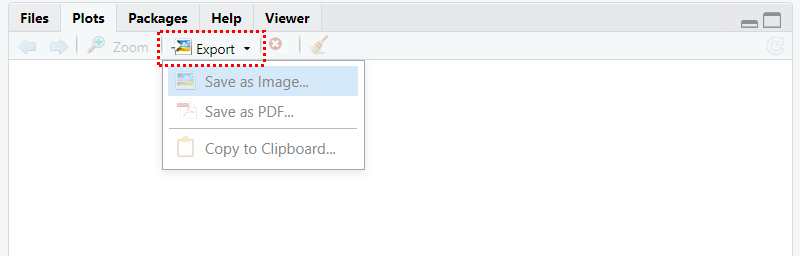 Files Plots Packages Help Viewer
Zoom Export
Save as Image...
Save as PDF...
Copy to Clipboard...